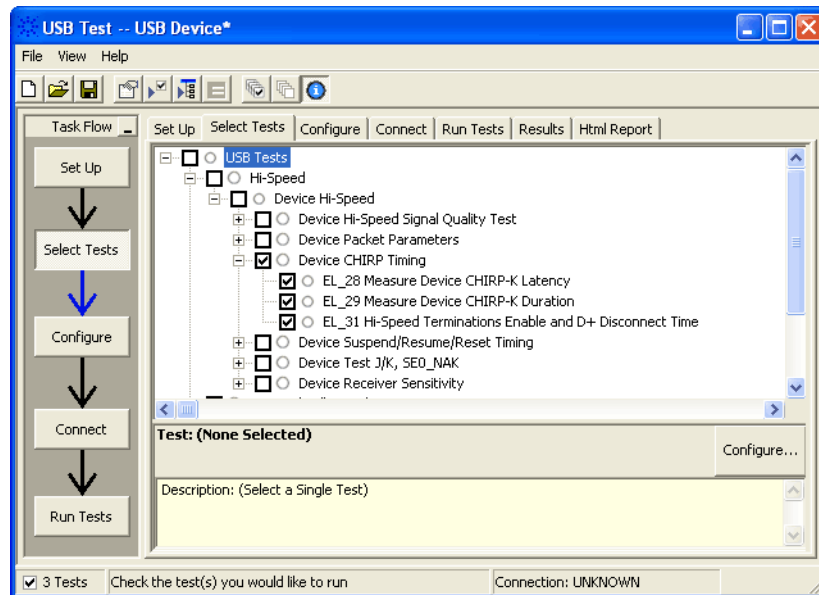 USB Test -- USB Device*
File View Help
Task Flow
Set Up
Select Tests
Configure
Connect
Run Tests
Set Up Select Tests Configure Connect Run Tests Results Html Report
USB Tests
Hi-Speed
Device Hi-Speed
Device Hi-Speed Signal Quality Test
Device Packet Parameters
Device CHIRP Timing
EL_28 Measure Device CHIRP-K Latency
EL_29 Measure Device CHIRP-K Duration
EL_31 Hi-Speed Terminations Enable and D+ Disconnect Time
Device Suspend/Resume/Reset Timing
Device Test J/K, SE0_NAK
Device Receiver Sensitivity
Test: (None Selected)
Configure...
Description: (Select a Single Test)
3 Tests Check the test(s) you would like to run Connection: UNKNOWN